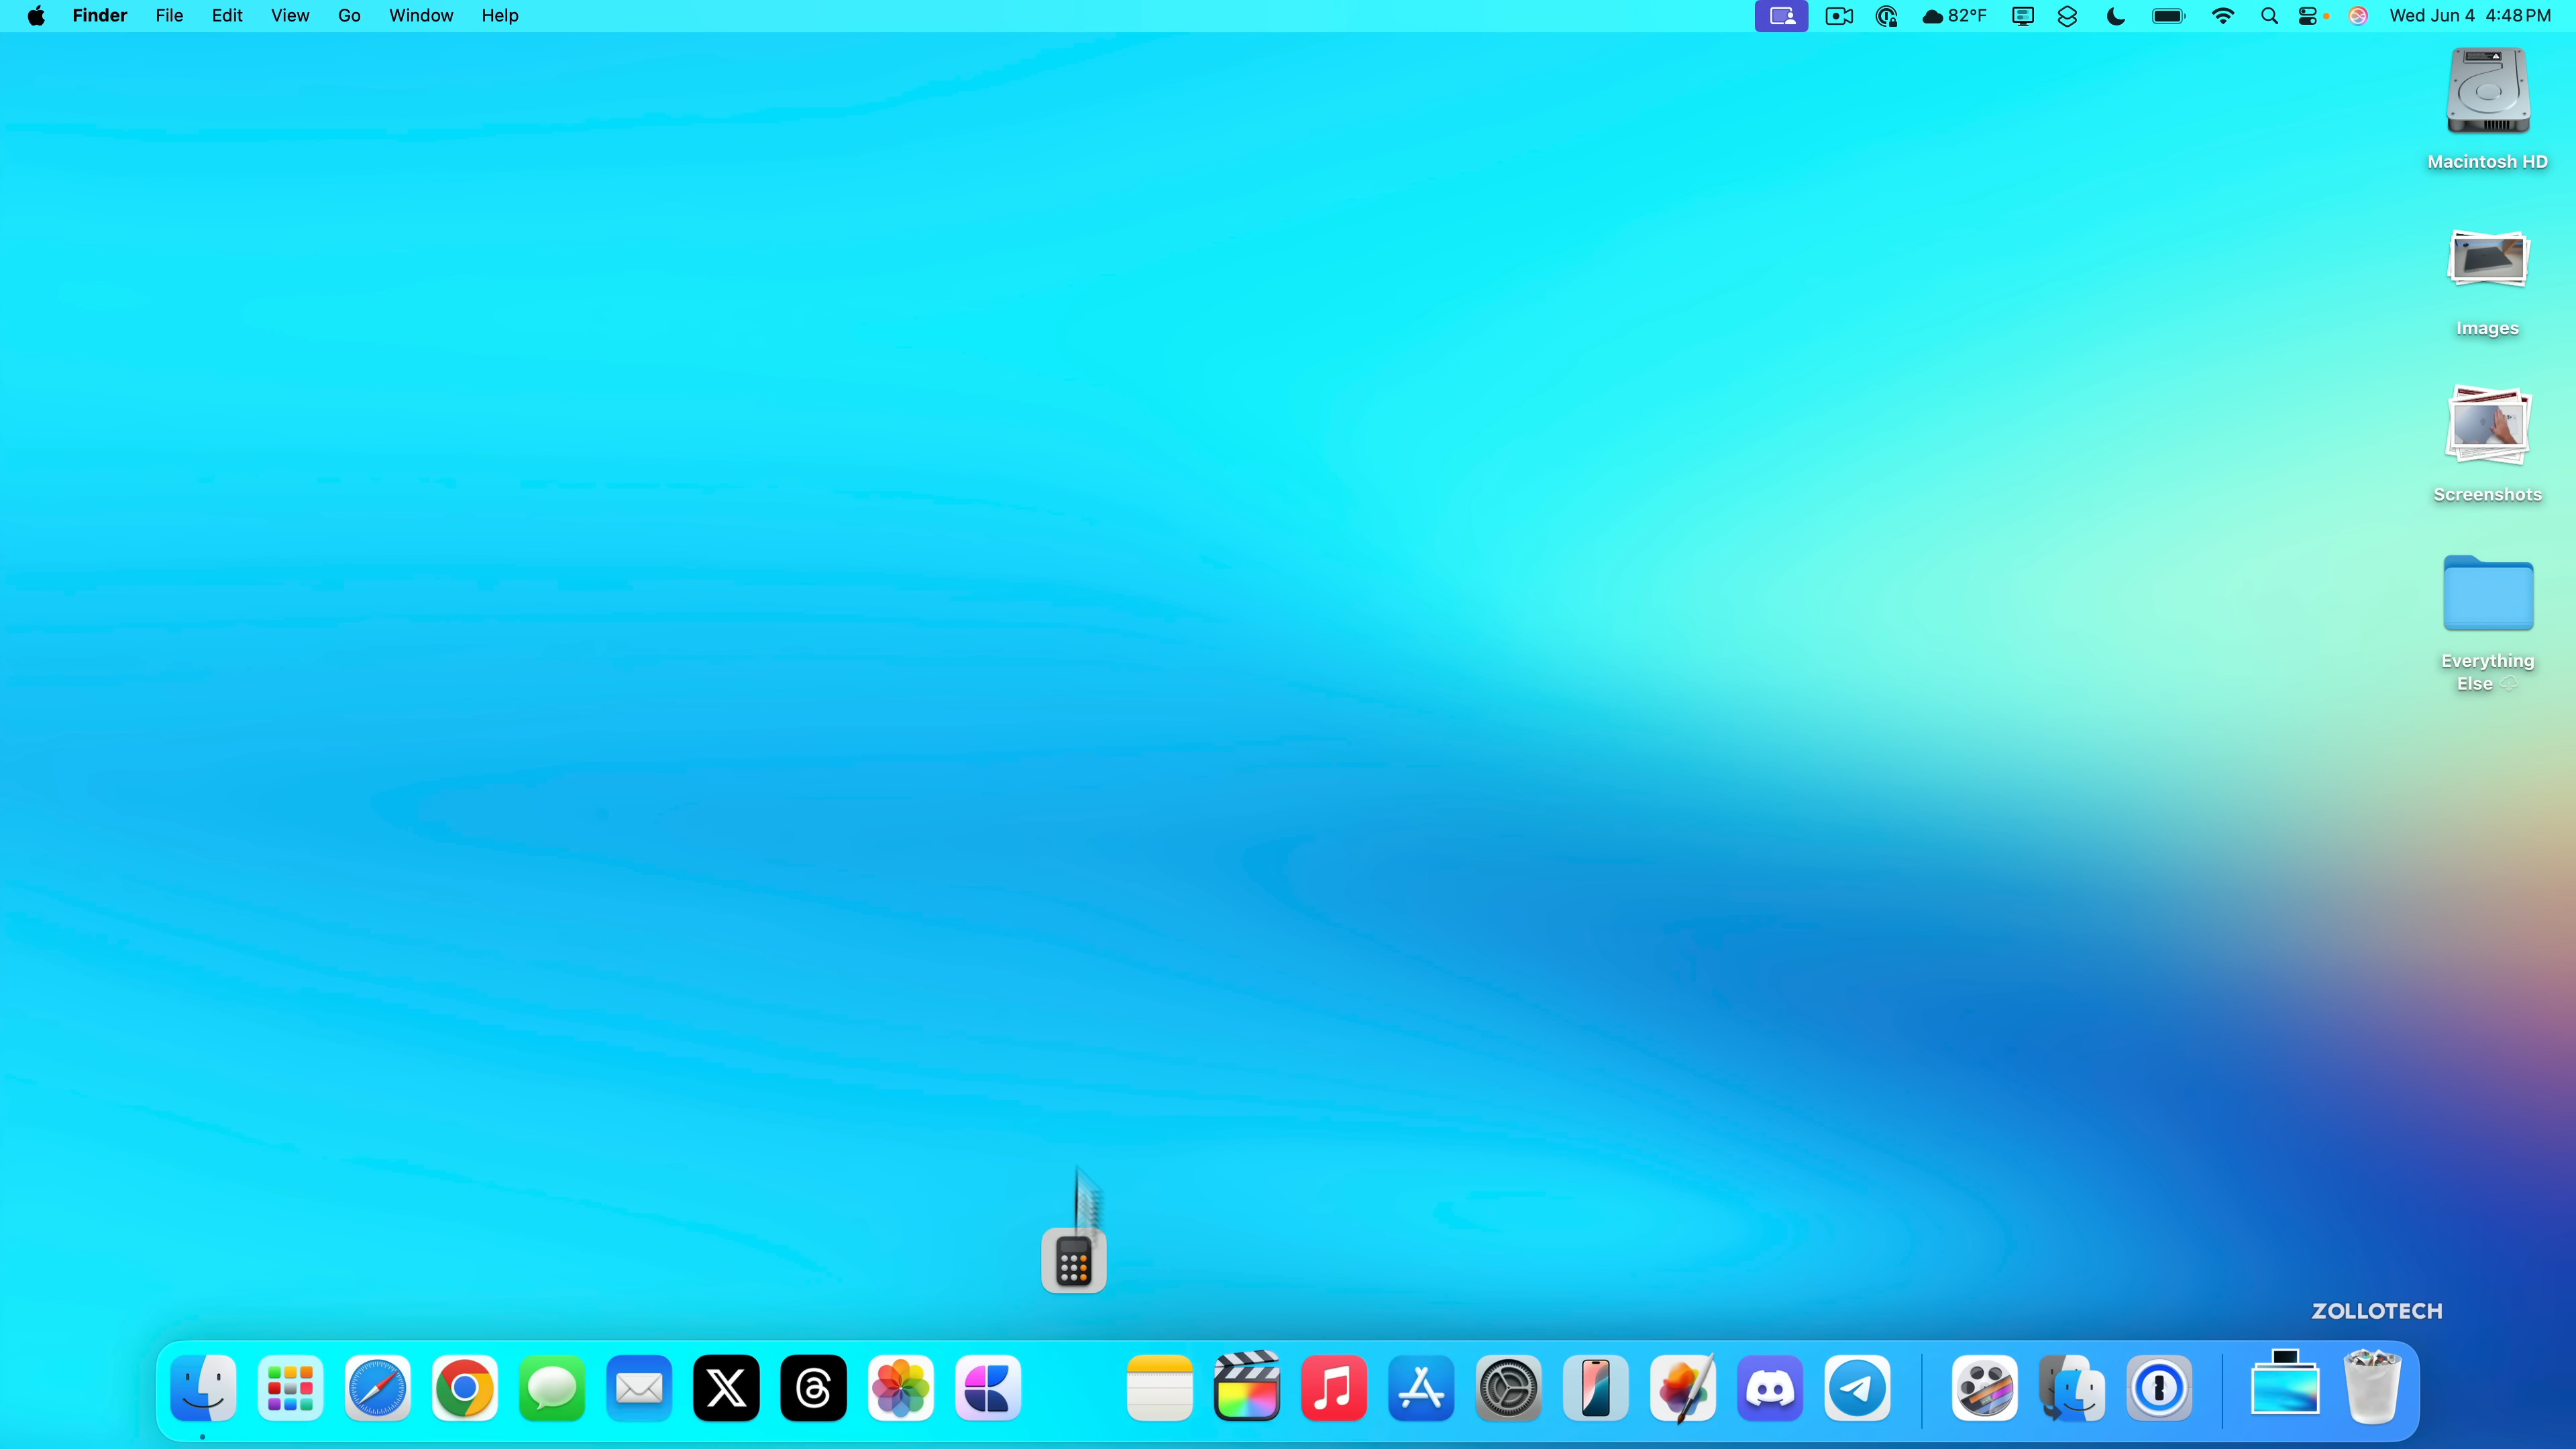 Finder File Edit View Go Window Help 82°F Wed Jun 4 4:48 PM
Macintosh HD
Images
Screenshots
Everything
Else
ZOLLOTECH